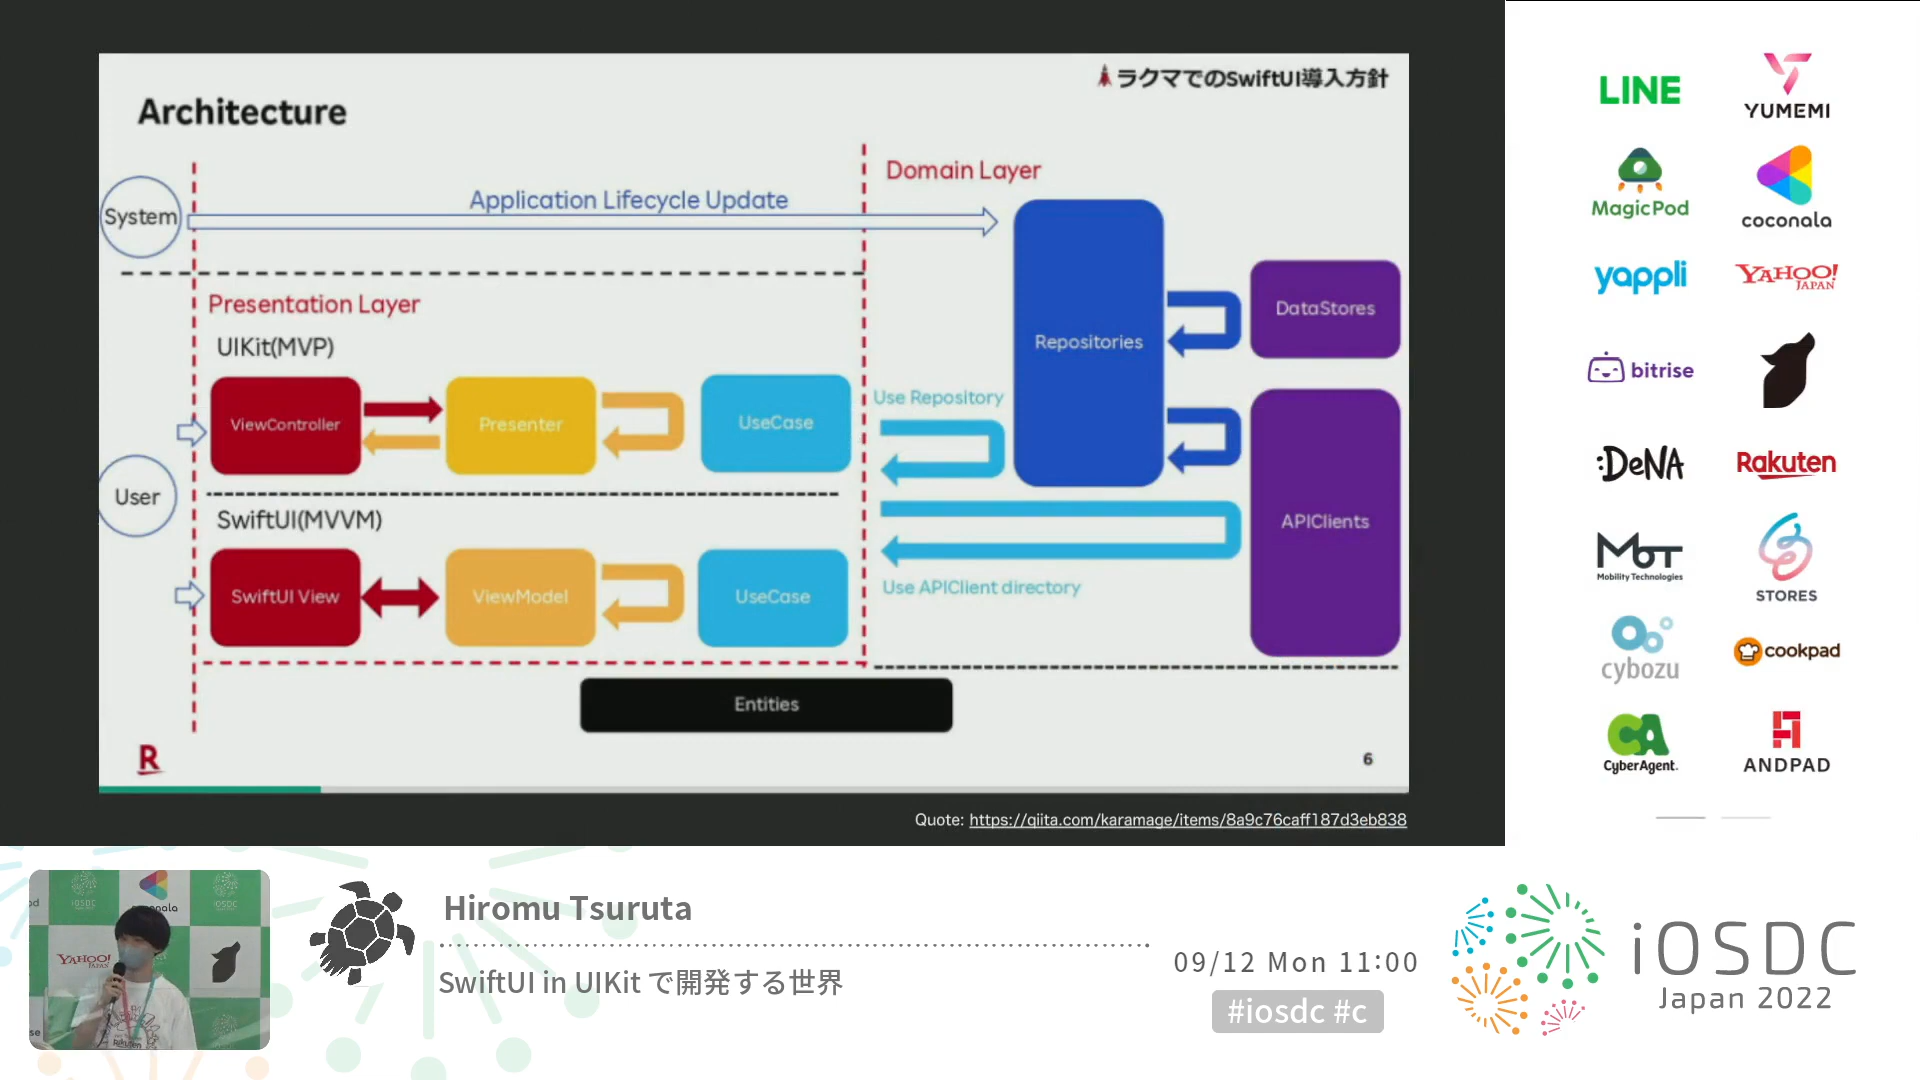 ラクマでのSwiftUI導入方針
Architecture
Domain Layer
System
Application Lifecycle Update
Presentation Layer
UIKit(MVP)
Repositories
DataStores
ViewController
Presenter
UseCase
Use Repository
User
SwiftUI(MVVM)
APIClients
SwiftUI View
ViewModel
UseCase
Use APIClient directory
Entities
R
6
Quote: https://qiita.com/karamage/items/8a9c76caff187d3eb838
LINE
YUMEMI
MagicPod
coconala
yappli
YAHOO!
JAPAN
bitrise
:DeNA
Rakuten
MoT
Mobility Technologies
STORES
cybozu
cookpad
CA
CyberAgent.
ANDPAD
YAHOO!
JAPAN
Rakuten
Hiromu Tsuruta
SwiftUI in UIKit で開発する世界
09/12 Mon 11:00
#iosdc #c
iOSDC
Japan 2022